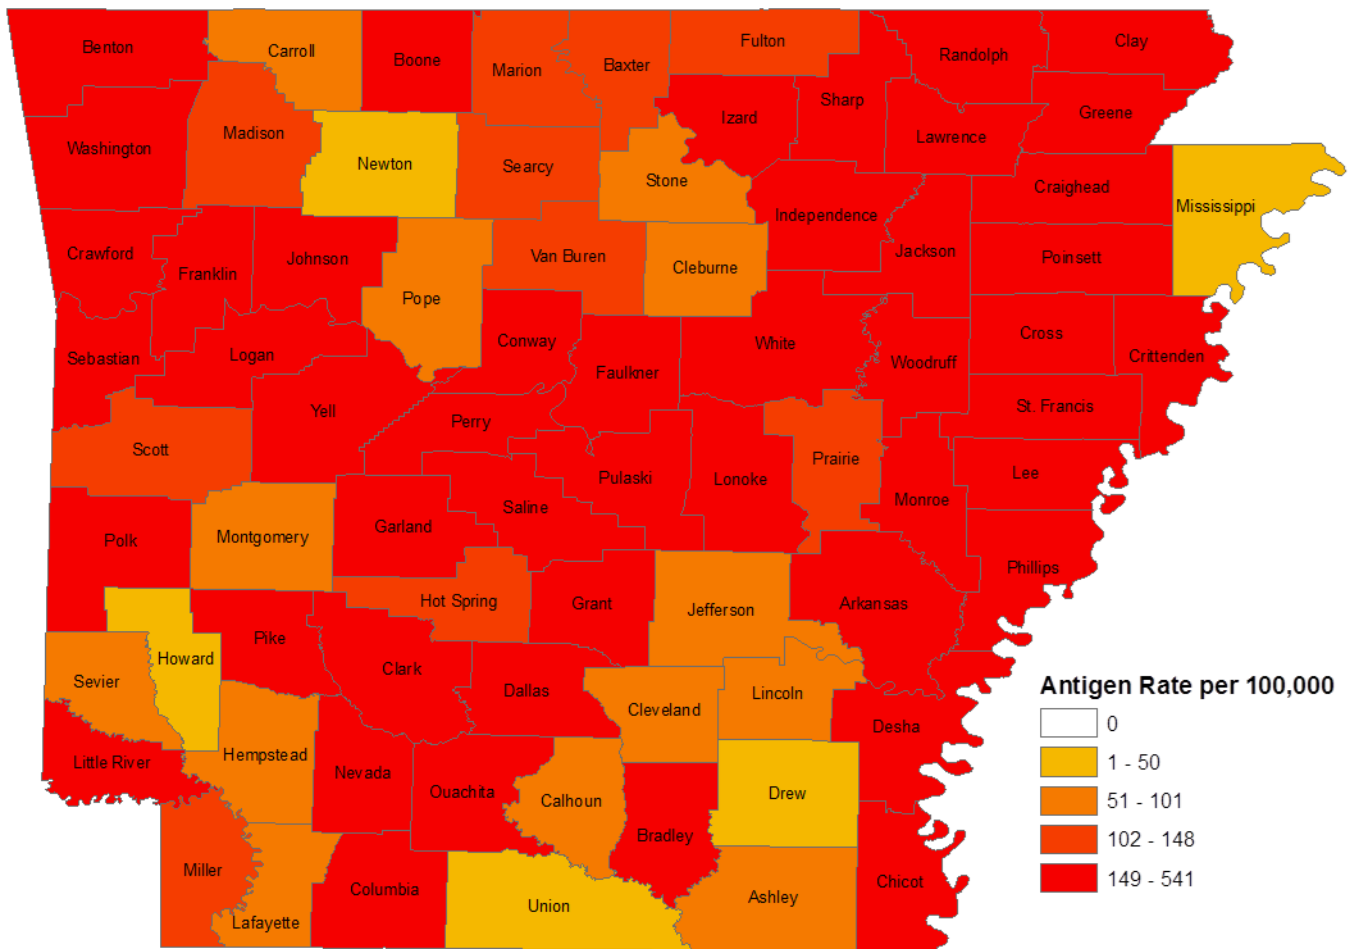 Benton
Carroll
Boone
Marion
Baxter
Fulton
Randolph
Clay
Sharp
Izard
Greene
Lawrence
Washington
Madison
Newton
Searcy
Stone
Craighead
Mississippi
Independence
Crawford
Franklin
Johnson
Pope
Van Buren
Cleburne
Jackson
Poinsett
Sebastian
Logan
Conway
Faulkner
White
Woodruff
Cross
Crittenden
Yell
Perry
St. Francis
Scott
Pulaski
Lonoke
Prairie
Monroe
Lee
Polk
Montgomery
Garland
Saline
Phillips
Hot Spring
Grant
Jefferson
Arkansas
Howard
Pike
Clark
Sevier
Dallas
Cleveland
Lincoln
Desha
Little River
Hempstead
Nevada
Ouachita
Calhoun
Bradley
Drew
Miller
Lafayette
Columbia
Union
Ashley
Chicot
Antigen Rate per 100,000
0
1 - 50
51 - 101
102 - 148
149 - 541